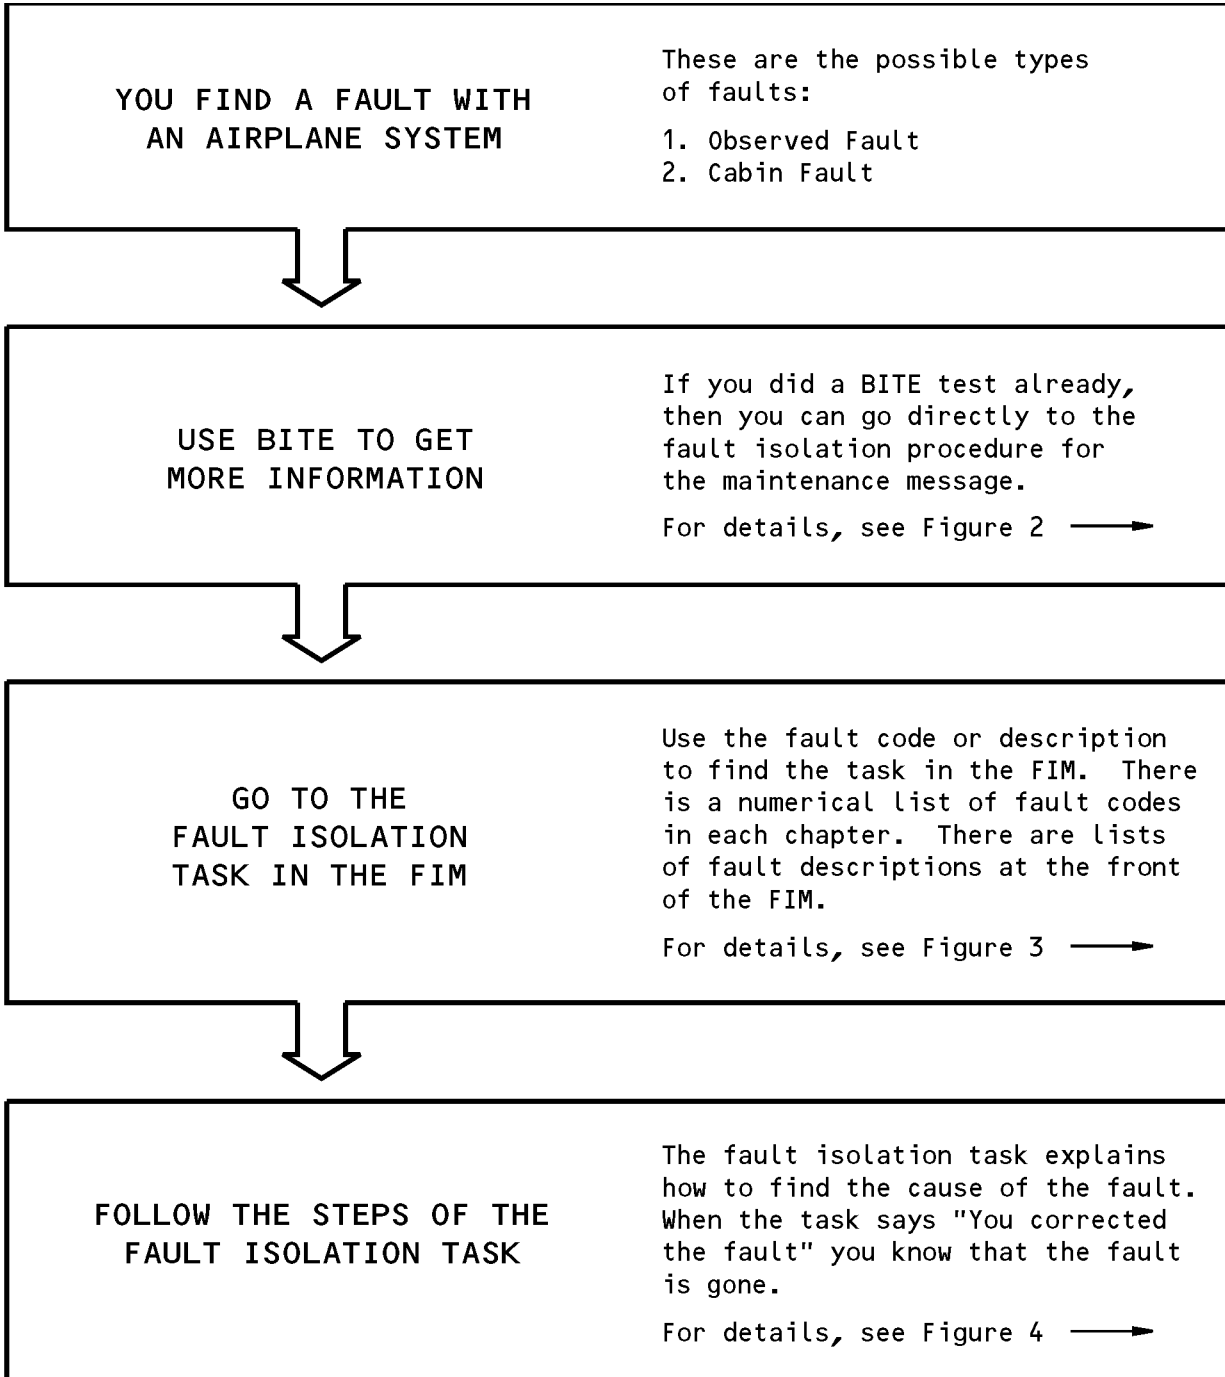 YOU FIND A FAULT WITH
AN AIRPLANE SYSTEM
These are the possible types
of faults:
1. Observed Fault
2. Cabin Fault
USE BITE TO GET
MORE INFORMATION
If you did a BITE test already,
then you can go directly to the
fault isolation procedure for
the maintenance message.
For details, see Figure 2
GO TO THE
FAULT ISOLATION
TASK IN THE FIM
Use the fault code or description
to find the task in the FIM.  There
is a numerical list of fault codes
in each chapter.  There are lists
of fault descriptions at the front
of the FIM.
For details, see Figure 3
FOLLOW THE STEPS OF THE
FAULT ISOLATION TASK
The fault isolation task explains
how to find the cause of the fault.
When the task says "You corrected
the fault" you know that the fault
is gone.
For details, see Figure 4